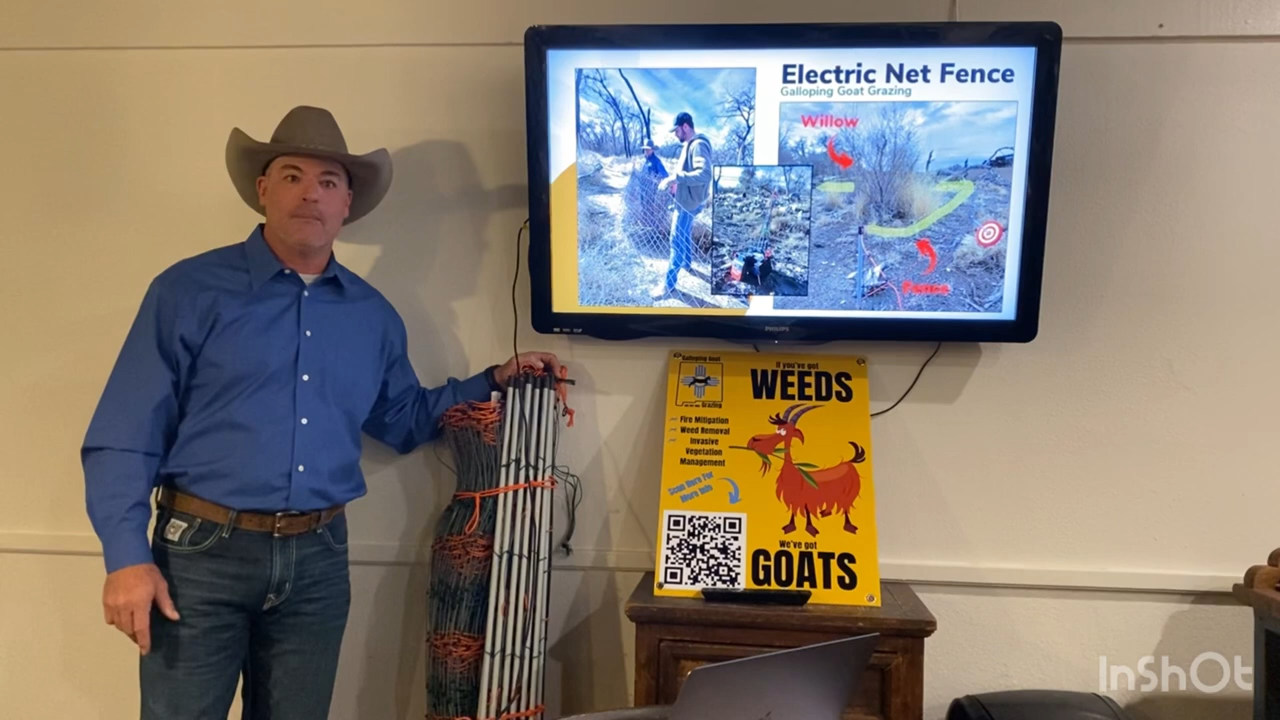 Electric Net Fence
Galloping Goat Grazing
Willow
Fence
PHILIPS
Galloping Goat
Grazing
If you've got
WEEDS
Fire Mitigation
Weed Removal
Invasive
Vegetation
Management
Scan Here For
More Info
We've got
GOATS
InShOt